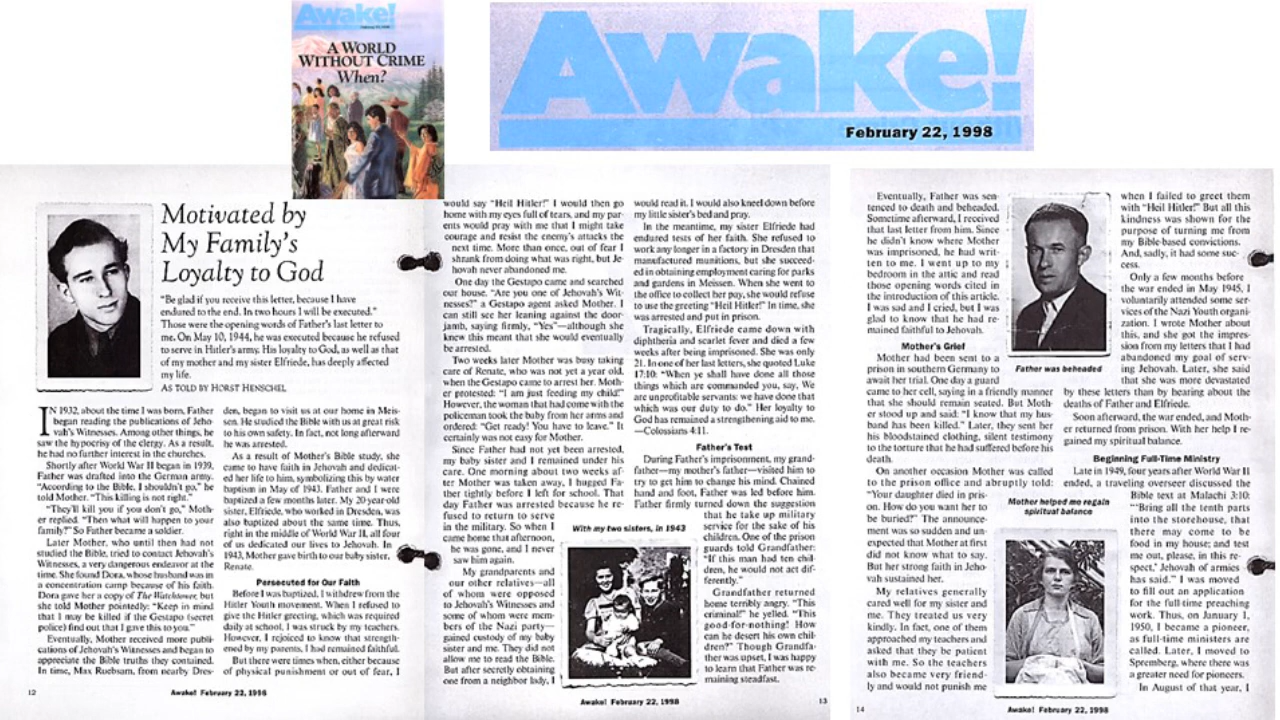 Awake!
A WORLD
WITHOUT CRIME
When?
Awake!
February 22, 1998
Motivated by
My Family's
Loyalty to God
"Be glad if you receive this letter, because I have
endured to the end. In two hours I will be executed."
Those were the opening words of Father's last letter to
me. On May 10, 1944, he was executed because he refused
to serve in Hitler's army. His loyalty to God, as well as that
of my mother and my sister Elfriede, has deeply affected
my life.
AS TOLD BY HORST HENSCHEL
IN 1932, about the time I was born, Father
began reading the publications of Jeho-
vah's Witnesses. Among other things, he
saw the hypocrisy of the clergy. As a result,
he had no further interest in the churches.
Shortly after World War II began in 1939,
Father was drafted into the German army.
"According to the Bible, I shouldn't go," he
told Mother. "This killing is not right."
"They'll kill you if you don't go," Moth-
er replied. "Then what will happen to your
family?" So Father became a soldier.
Later Mother, who until then had not
studied the Bible, tried to contact Jehovah's
Witnesses, a very dangerous endeavor at the
time. She found Dora, whose husband was in
a concentration camp because of his faith.
Dora gave her a copy of The Watchtower, but
she told Mother pointedly: "Keep in mind
that I may be killed if the Gestapo (secret
police) find out that I gave this to you."
Eventually, Mother received more publi-
cations of Jehovah's Witnesses and began to
appreciate the Bible truths they contained.
In time, Max Ruebsam, from nearby Dres-
den, began to visit us at our home in Meis-
sen. He studied the Bible with us at great risk
to his own safety. In fact, not long afterward
he was arrested.
As a result of Mother's Bible study, she
came to have faith in Jehovah and dedicat-
ed her life to him, symbolizing this by water
baptism in May of 1943. Father and I were
baptized a few months later. My 20-year-old
sister, Elfriede, who worked in Dresden, was
also baptized about the same time. Thus,
right in the middle of World War II, all four
of us dedicated our lives to Jehovah. In
1943, Mother gave birth to our baby sister,
Renate.
Persecuted for Our Faith
Before I was baptized, I withdrew from the
Hitler Youth movement. When I refused to
give the Hitler greeting, which was required
daily at school, I was struck by my teachers.
However, I rejoiced to know that, strength-
ened by my parents, I had remained faithful.
But there were times when, either because
of physical punishment or out of fear, I
12
Awake! February 22, 1998
would say "Heil Hitler!" I would then go
home with my eyes full of tears, and my par-
ents would pray with me that I might take
courage and resist the enemy's attacks the
next time. More than once, out of fear I
shrank from doing what was right, but Je-
hovah never abandoned me.
One day the Gestapo came and searched
our house. "Are you one of Jehovah's Wit-
nesses?" a Gestapo agent asked Mother. I
can still see her leaning against the door-
jamb, saying firmly, "Yes"—although she
knew this meant that she would eventually
be arrested.
Two weeks later Mother was busy taking
care of Renate, who was not yet a year old,
when the Gestapo came to arrest her. Moth-
er protested: "I am just feeding my child!"
However, the woman that had come with the
policeman took the baby from her arms and
ordered: "Get ready! You have to leave." It
certainly was not easy for Mother.
Since Father had not yet been arrested,
my baby sister and I remained under his
care. One morning about two weeks af-
ter Mother was taken away, I hugged Fa-
ther tightly before I left for school. That
day Father was arrested because he re-
fused to return to serve
in the military. So when I
came home that afternoon,
he was gone, and I never
saw him again.
My grandparents and
our other relatives—all
of whom were opposed
to Jehovah's Witnesses and
some of whom were mem-
bers of the Nazi party—
gained custody of my baby
sister and me. They did not
allow me to read the Bible.
But after secretly obtaining
one from a neighbor lady, I
would read it. I would also kneel down before
my little sister's bed and pray.
In the meantime, my sister Elfriede had
endured tests of her faith. She refused to
work any longer in a factory in Dresden that
manufactured munitions, but she succeed-
ed in obtaining employment caring for parks
and gardens in Meissen. When she went to
the office to collect her pay, she would refuse
to use the greeting "Heil Hitler!" In time, she
was arrested and put in prison.
Tragically, Elfriede came down with
diphtheria and scarlet fever and died a few
weeks after being imprisoned. She was only
21. In one of her last letters, she quoted Luke
17:10: "When ye shall have done all those
things which are commanded you, say, We
are unprofitable servants: we have done that
which was our duty to do." Her loyalty to
God has remained a strengthening aid to me.
—Colossians 4:11.
Father's Test
During Father's imprisonment, my grand-
father—my mother's father—visited him to
try to get him to change his mind. Chained
hand and foot, Father was led before him.
Father firmly turned down the suggestion
that he take up military
service for the sake of his
children. One of the prison
guards told Grandfather:
"If this man had ten chil-
dren, he would not act dif-
ferently."
Grandfather returned
home terribly angry. "This
criminal!" he yelled. "This
good-for-nothing! How
can he desert his own chil-
dren?" Though Grandfa-
ther was upset, I was happy
to learn that Father was re-
maining steadfast.
With my two sisters, in 1943
Awake! February 22, 1998
13
Eventually, Father was sen-
tenced to death and beheaded.
Sometime afterward, I received
that last letter from him. Since
he didn't know where Mother
was imprisoned, he had writ-
ten to me. I went up to my
bedroom in the attic and read
those opening words cited in
the introduction of this article.
I was sad and I cried, but I was
glad to know that he had re-
mained faithful to Jehovah.
Mother's Grief
Mother had been sent to a
prison in southern Germany to
await her trial. One day a guard
came to her cell, saying in a friendly manner
that she should remain seated. But Moth-
er stood up and said: "I know that my hus-
band has been killed." Later, they sent her
his bloodstained clothing, silent testimony
to the torture that he had suffered before his
death.
On another occasion Mother was called
to the prison office and abruptly told:
"Your daughter died in pris-
on. How do you want her to
be buried?" The announce-
ment was so sudden and un-
expected that Mother at first
did not know what to say.
But her strong faith in Jeho-
vah sustained her.
My relatives generally
cared well for my sister and
me. They treated us very
kindly. In fact, one of them
approached my teachers and
asked that they be patient
with me. So the teachers
also became very friend-
ly and would not punish me
Father was beheaded
when I failed to greet them
with "Heil Hitler!" But all this
kindness was shown for the
purpose of turning me from
my Bible-based convictions.
And, sadly, it had some suc-
cess.
Only a few months before
the war ended in May 1945, I
voluntarily attended some ser-
vices of the Nazi Youth organi-
zation. I wrote Mother about
this, and she got the impres-
sion from my letters that I had
abandoned my goal of serv-
ing Jehovah. Later, she said
that she was more devastated
by these letters than by hearing about the
deaths of Father and Elfriede.
Soon afterward, the war ended, and Moth-
er returned from prison. With her help I re-
gained my spiritual balance.
Beginning Full-Time Ministry
Late in 1949, four years after World War II
ended, a traveling overseer discussed the
Bible text at Malachi 3:10:
"'Bring all the tenth parts
into the storehouse, that
there may come to be
food in my house; and test
me out, please, in this re-
spect,' Jehovah of armies
has said." I was moved
to fill out an application
for the full-time preaching
work. Thus, on January 1,
1950, I became a pioneer,
as full-time ministers are
called. Later, I moved to
Spremberg, where there was
a greater need for pioneers.
In August of that year, I
Mother helped me regain
spiritual balance
14
Awake! February 22, 1998